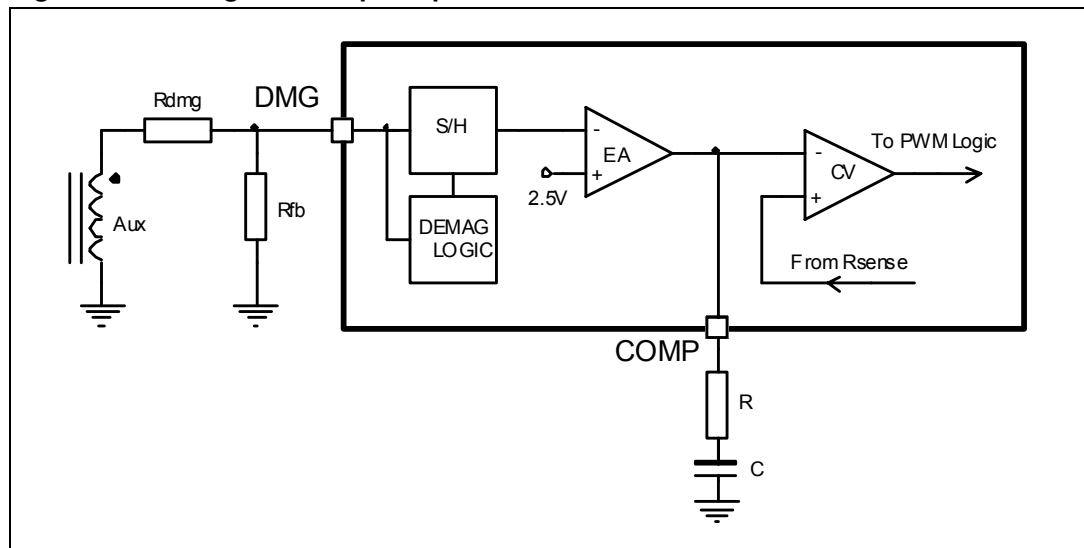 DMG
Rdmg
S/H
-
EA
+
2.5V
-
CV
+
To PWM Logic
Aux
Rfb
DEMAG
LOGIC
From Rsense
COMP
R
C